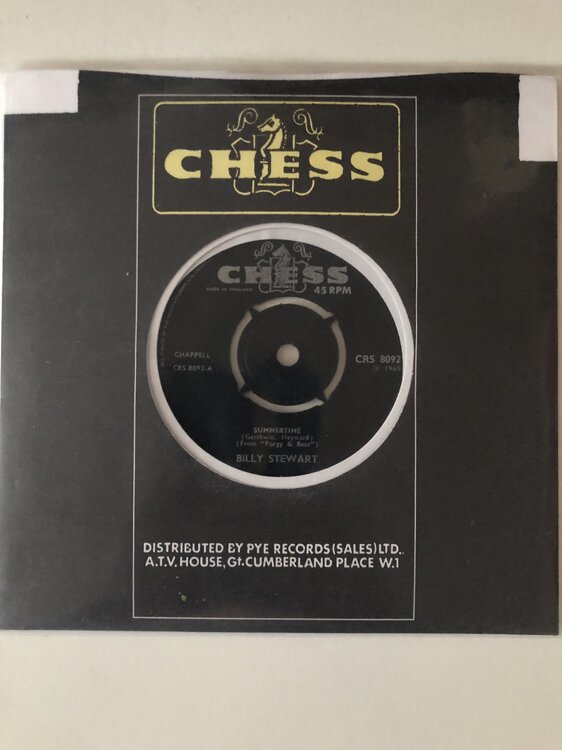 CHESS
CHESS
MADE IN ENGLAND
45 RPM
CHAPPELL
CRS 8092-A
CRS 8092
SUMMERTIME
(Gershwin, Heyward)
(From "Porgy & Bess")
BILLY STEWART
DISTRIBUTED BY PYE RECORDS (SALES) LTD.,
A.T.V. HOUSE, Gt. CUMBERLAND PLACE W.1